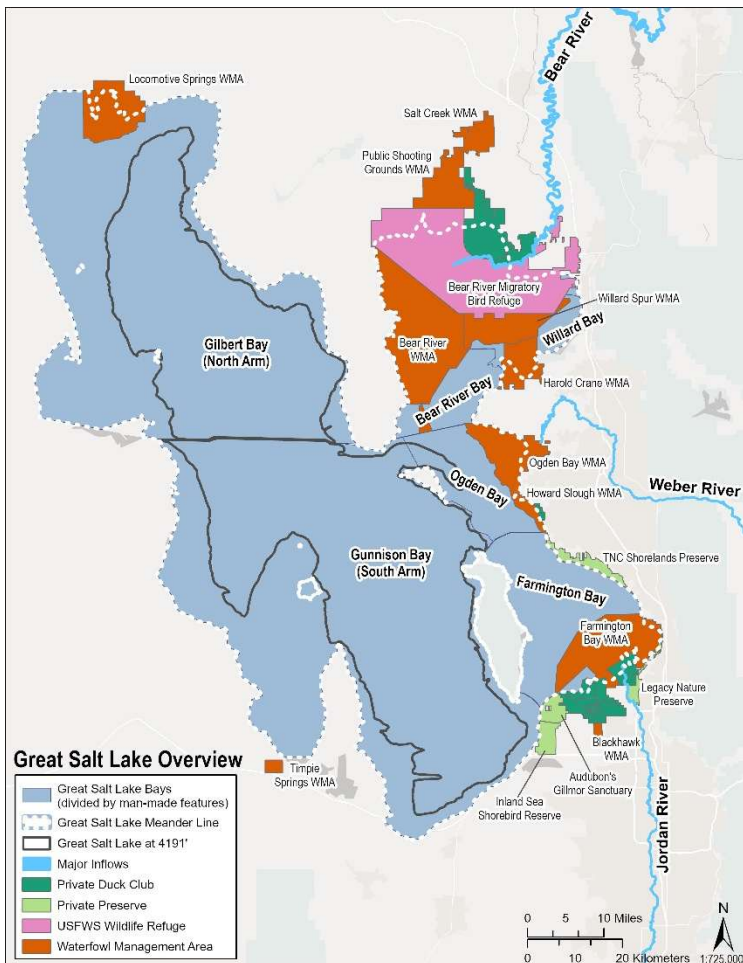 Locomotive Springs WMA
Bear River
Salt Creek WMA
Public Shooting
Grounds WMA
Bear River Migratory
Bird Refuge
Willard Spur WMA
Gilbert Bay
(North Arm)
Bear River
WMA
Willard Bay
Bear River Bay
Harold Crane WMA
Ogden Bay WMA
Ogden Bay
Howard Slough WMA
Weber River
Gunnison Bay
(South Arm)
TNC Shorelands Preserve
Farmington Bay
Farmington
Bay WMA
Legacy Nature
Preserve
Blackhawk
WMA
Audubon's
Gillmor Sanctuary
Inland Sea
Shorebird Reserve
Timpie
Springs WMA
Jordan River
Great Salt Lake Overview
Great Salt Lake Bays
(divided by man-made features)
Great Salt Lake Meander Line
Great Salt Lake at 4191'
Major Inflows
Private Duck Club
Private Preserve
USFWS Wildlife Refuge
Waterfowl Management Area
0 5 10 Miles
0 10 20 Kilometers
N
1:725,000